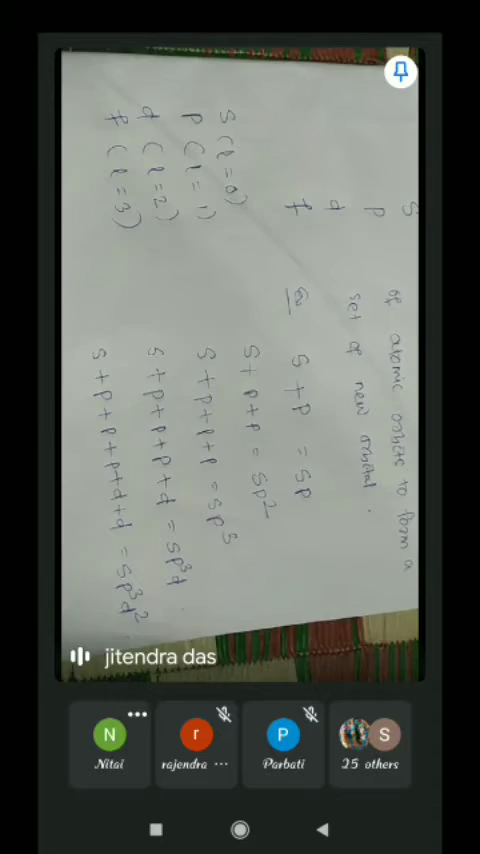 S of atomic orbits to form a
P set of new orbital.
d
f Ex S + P = SP
S + P + P = SP²
S (l = 0)
S + P + P + P = SP³
P (l = 1)
S + P + P + P + d = SP³d.
d (l = 2)
S + P + P + P + d + d = SP³d².
f (l = 3)
jitendra das
N
r
P
S
Nitai
rajendra ...
Parbati
25 others